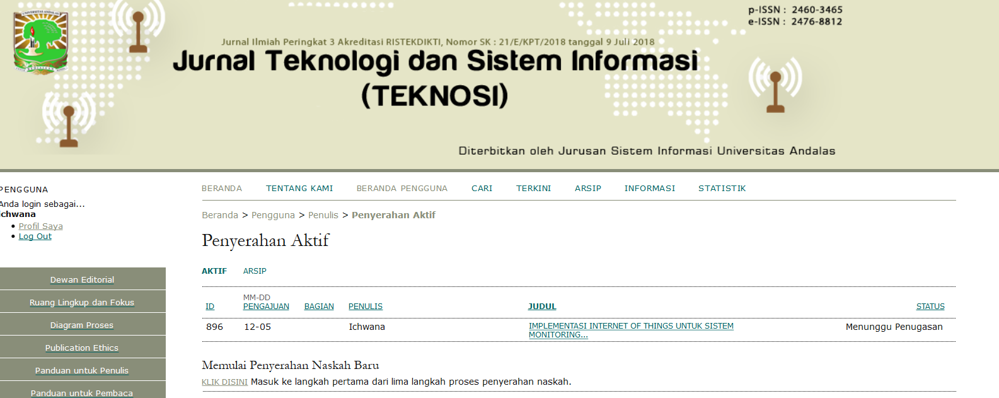 p-ISSN : 2460-3465
e-ISSN : 2476-8812
UNIVERSITAS ANDALAS
Jurnal Ilmiah Peringkat 3 Akreditasi RISTEKDIKTI, Nomor SK : 21/E/KPT/2018 tanggal 9 Juli 2018
Jurnal Teknologi dan Sistem Informasi
(TEKNOSI)
Diterbitkan oleh Jurusan Sistem Informasi Universitas Andalas
PENGGUNA
Anda login sebagai...
ichwana
Profil Saya
Log Out
Dewan Editorial
Ruang Lingkup dan Fokus
Diagram Proses
Publication Ethics
Panduan untuk Penulis
Panduan untuk Pembaca
BERANDA TENTANG KAMI BERANDA PENGGUNA CARI TERKINI ARSIP INFORMASI STATISTIK
Beranda > Pengguna > Penulis > Penyerahan Aktif
Penyerahan Aktif
AKTIF ARSIP
MM-DD
ID PENGAJUAN BAGIAN PENULIS JUDUL STATUS
896 12-05 Ichwana IMPLEMENTASI INTERNET OF THINGS UNTUK SISTEM Menunggu Penugasan
MONITORING...
Memulai Penyerahan Naskah Baru
KLIK DISINI Masuk ke langkah pertama dari lima langkah proses penyerahan naskah.